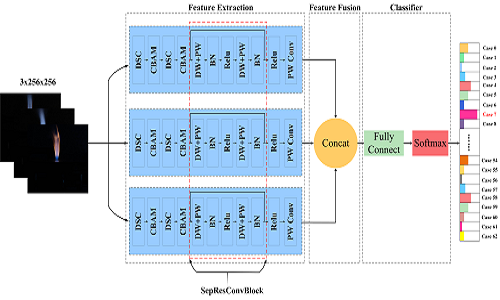 Feature Extraction
Feature Fusion
Classifier
3x256x256
DSC
CBAM
DSC
CBAM
DW+PW
BN
Relu
DW+PW
BN
Relu
PW Conv
DSC
CBAM
DSC
CBAM
DW+PW
BN
Relu
DW+PW
BN
Relu
PW Conv
DSC
CBAM
DSC
CBAM
DW+PW
BN
Relu
DW+PW
BN
Relu
PW Conv
SepResConvBlock
Concat
Fully
Connect
Softmax
Case 0
Case 1
Case 2
Case 3
Case 4
Case 5
Case 6
Case 7
Case 8
Case 54
Case 55
Case 56
Case 57
Case 58
Case 59
Case 60
Case 61
Case 62